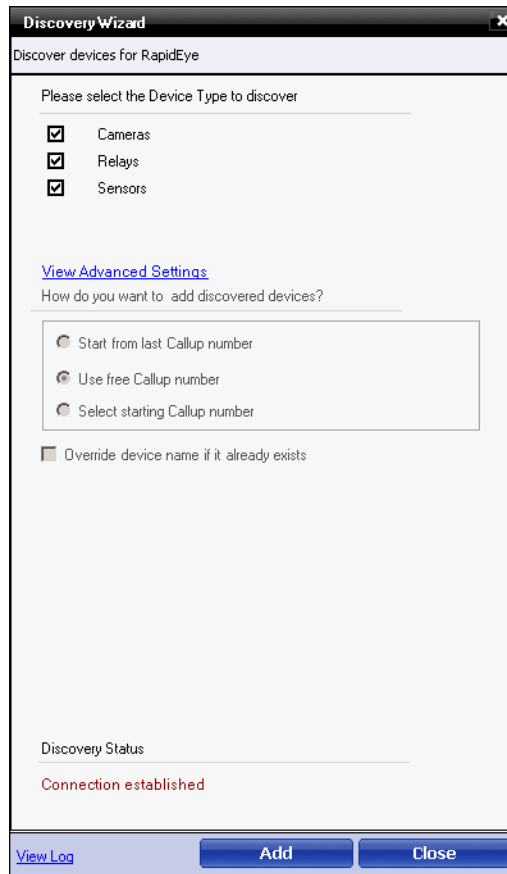 Discovery Wizard
Discover devices for RapidEye
Please select the Device Type to discover
Cameras
Relays
Sensors
View Advanced Settings
How do you want to add discovered devices?
Start from last Callup number
Use free Callup number
Select starting Callup number
Override device name if it already exists
Discovery Status
Connection established
View Log
Add
Close